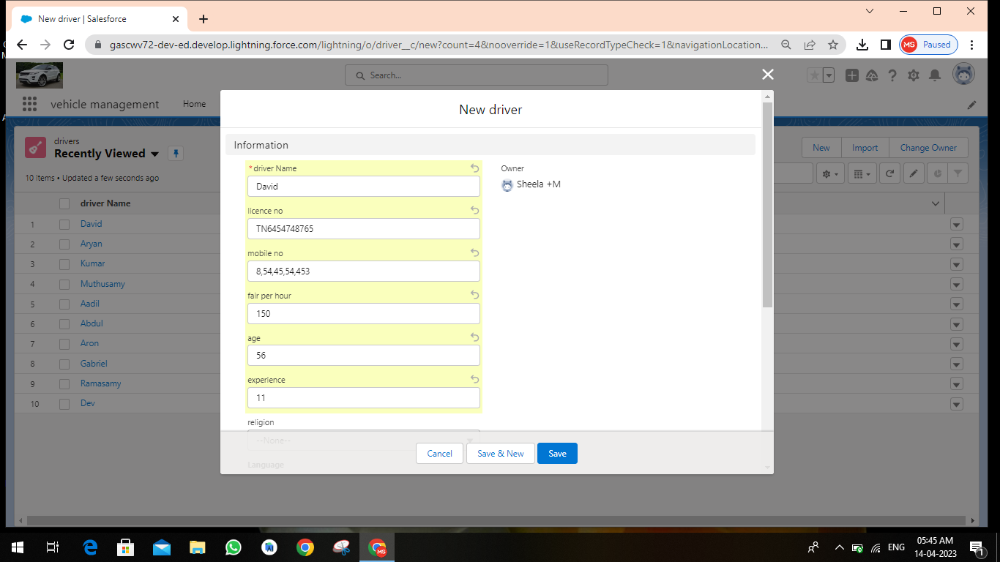 New driver | Salesforce
gascwv72-dev-ed.develop.lightning.force.com/lightning/o/driver__c/new?count=4&nooverride=1&useRecordTypeCheck=1&navigationLocation...
MS Paused
Search...
vehicle management Home
New driver
Information
drivers
Recently Viewed
10 items • Updated a few seconds ago
New Import Change Owner
driver Name
1 David
2 Aryan
3 Kumar
4 Muthusamy
5 Aadil
6 Abdul
7 Aron
8 Gabriel
9 Ramasamy
10 Dev
* driver Name
David
licence no
TN6454748765
mobile no
8,54,45,54,453
fair per hour
150
age
56
experience
11
religion
--None--
Language
Owner
Sheela +M
Cancel Save & New Save
MS
ENG
05:45 AM
14-04-2023
1